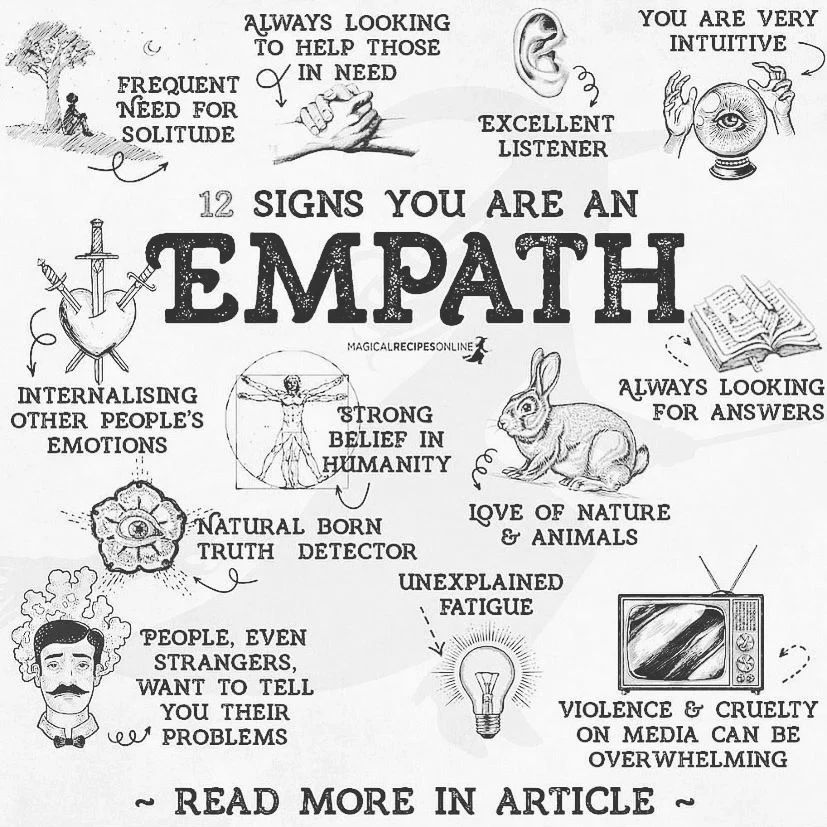 FREQUENT
NEED FOR
SOLITUDE
ALWAYS LOOKING
TO HELP THOSE
IN NEED
EXCELLENT
LISTENER
YOU ARE VERY
INTUITIVE
12 SIGNS YOU ARE AN
EMPATH
MAGICALRECIPESONLINE
INTERNALISING
OTHER PEOPLE'S
EMOTIONS
STRONG
BELIEF IN
HUMANITY
LOVE OF NATURE
& ANIMALS
ALWAYS LOOKING
FOR ANSWERS
NATURAL BORN
TRUTH DETECTOR
UNEXPLAINED
FATIGUE
PEOPLE, EVEN
STRANGERS,
WANT TO TELL
YOU THEIR
PROBLEMS
VIOLENCE & CRUELTY
ON MEDIA CAN BE
OVERWHELMING
~ READ MORE IN ARTICLE ~